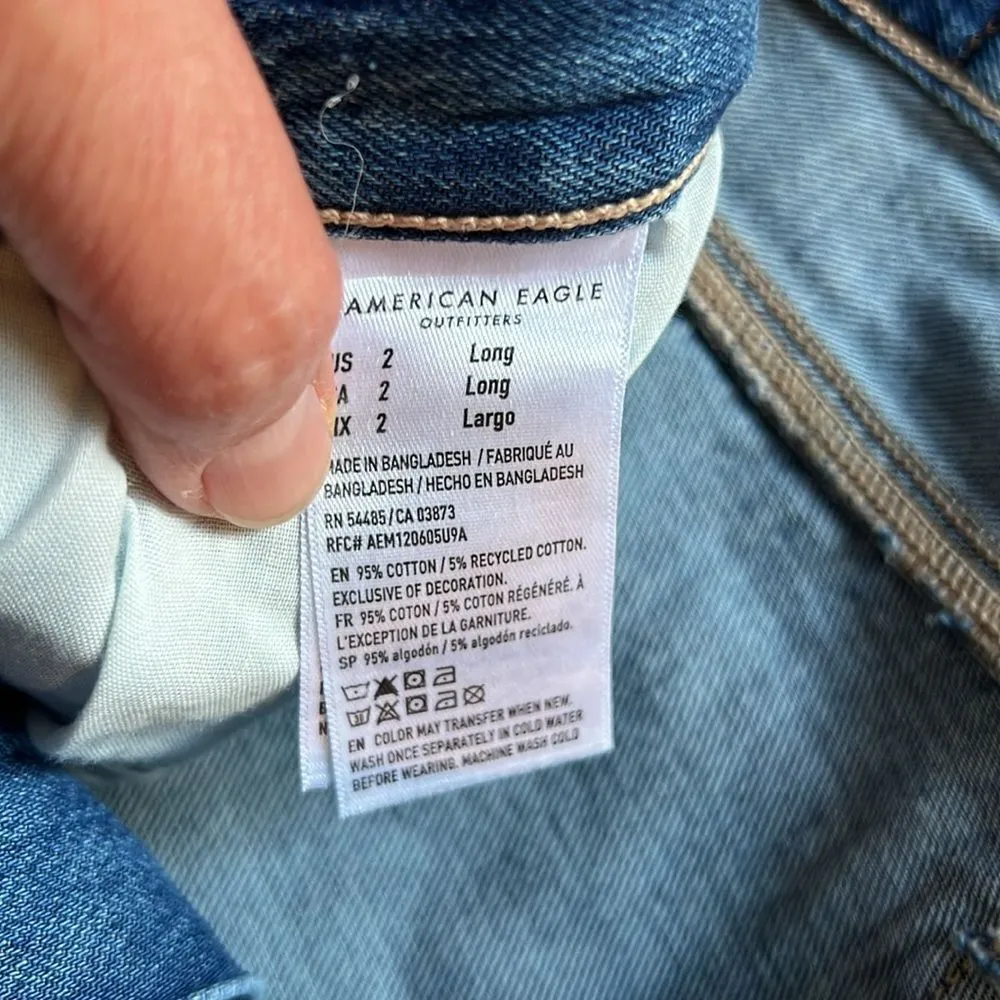 AMERICAN EAGLE
OUTFITTERS
US 2 Long
CA 2 Long
MX 2 Largo
MADE IN BANGLADESH / FABRIQUÉ AU
BANGLADESH / HECHO EN BANGLADESH
RN 54485/CA 03873
RFC# AEM120605U9A
EN 95% COTTON / 5% RECYCLED COTTON.
EXCLUSIVE OF DECORATION.
FR 95% COTON / 5% COTON RÉGÉNÉRÉ. À
L'EXCEPTION DE LA GARNITURE.
SP 95% algodón / 5% algodón reciclado.
EN COLOR MAY TRANSFER WHEN NEW.
WASH ONCE SEPARATELY IN COLD WATER
BEFORE WEARING. MACHINE WASH COLD